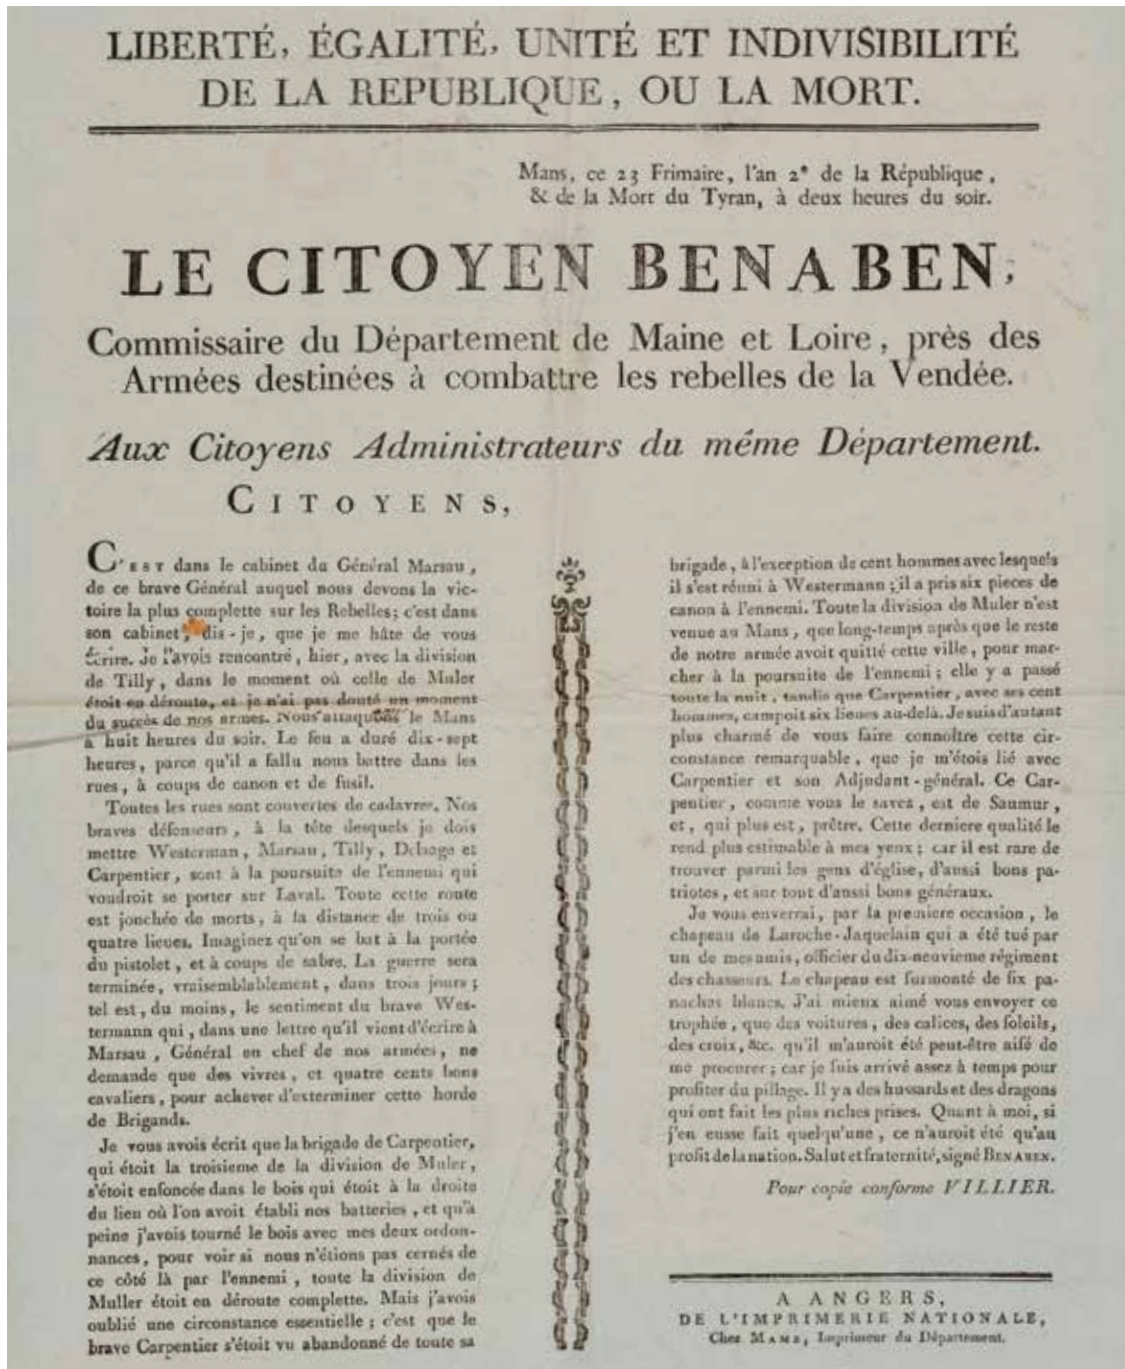 LIBERTÉ, ÉGALITÉ, UNITÉ ET INDIVISIBILITÉ
DE LA REPUBLIQUE, OU LA MORT.
Mans, ce 23 Frimaire, l'an 2e de la République,
& de la Mort du Tyran, à deux heures du soir.
LE CITOYEN BENABEN,
Commissaire du Département de Maine et Loire, près des
Armées destinées à combattre les rebelles de la Vendée.
Aux Citoyens Administrateurs du même Département.
CITOYENS,
C'EST dans le cabinet du Général Marsau,
de ce brave Général auquel nous devons la vic-
toire la plus complette sur les Rebelles; c'est dans
son cabinet, dis-je, que je me hâte de vous
écrire. Je l'avois rencontré, hier, avec la division
de Tilly, dans le moment où celle de Muler
étoit en déroute, et je n'ai pas douté un moment
du succès de nos armes. Nous attaquons le Mans
à huit heures du soir. Le feu a duré dix-sept
heures, parce qu'il a fallu nous battre dans les
rues, à coups de canon et de fusil.
Toutes les rues sont couvertes de cadavres. Nos
braves défenseurs, à la tête desquels je dois
mettre Westerman, Marsau, Tilly, Delaage et
Carpentier, sont à la poursuite de l'ennemi qui
voudroit se porter sur Laval. Toute cette route
est jonchée de morts, à la distance de trois ou
quatre lieues. Imaginez qu'on se bat à la portée
du pistolet, et à coups de sabre. La guerre sera
terminée, vraisemblablement, dans trois jours;
tel est, du moins, le sentiment du brave Wes-
termann qui, dans une lettre qu'il vient d'écrire à
Marsau, Général en chef de nos armées, ne
demande que des vivres, et quatre cents bons
cavaliers, pour achever d'exterminer cette horde
de Brigands.
Je vous avois écrit que la brigade de Carpentier,
qui étoit la troisieme de la division de Muler,
s'étoit enfoncée dans le bois qui étoit à la droite
du lieu où l'on avoit établi nos batteries, et qu'à
peine j'avois tourné le bois avec mes deux ordon-
nances, pour voir si nous n'étions pas cernés de
ce côté là par l'ennemi, toute la division de
Muller étoit en déroute complette. Mais j'avois
oublié une circonstance essentielle; c'est que le
brave Carpentier s'étoit vu abandonné de toute sa
brigade, à l'exception de cent hommes avec lesquels
il s'est réuni à Westermann; il a pris six pieces de
canon à l'ennemi. Toute la division de Muler n'est
venue au Mans, que long-temps après que le reste
de notre armée avoit quitté cette ville, pour mar-
cher à la poursuite de l'ennemi; elle y a passé
toute la nuit, tandis que Carpentier, avec ses cent
hommes, campoit six lieues au-delà. Je suis d'autant
plus charmé de vous faire connoître cette cir-
constance remarquable, que je m'étois lié avec
Carpentier et son Adjudant-général. Ce Car-
pentier, comme vous le savez, est de Saumur,
et, qui plus est, prêtre. Cette derniere qualité le
rend plus estimable à mes yeux; car il est rare de
trouver parmi les gens d'église, d'aussi bons pa-
triotes, et sur tout d'aussi bons généraux.
Je vous enverrai, par la premiere occasion, le
chapeau de Laroche-Jaquelain qui a été tué par
un de mes amis, officier du dix-neuvieme régiment
des chasseurs. Le chapeau est surmonté de six pa-
naches blancs. J'ai mieux aimé vous envoyer ce
trophée, que des voitures, des calices, des soleils,
des croix, &c. qu'il m'auroit été peut-être aisé de
me procurer; car je suis arrivé assez à temps pour
profiter du pillage. Il y a des hussards et des dragons
qui ont fait les plus riches prises. Quant à moi, si
j'en eusse fait quelqu'une, ce n'auroit été qu'au
profit de la nation. Salut et fraternité, signé BENABEN.
Pour copie conforme VILLIER.
A ANGERS,
DE L'IMPRIMERIE NATIONALE,
Chez MAME, Imprimeur du Département.